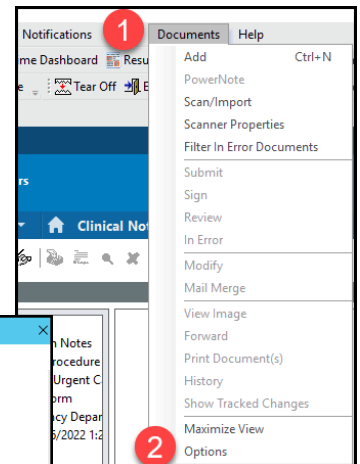 Notifications
1
Documents Help
me Dashboard Resu
Tear Off E
Add Ctrl+N
PowerNote
Scan/Import
Scanner Properties
Filter In Error Documents
Submit
Sign
Review
In Error
Modify
Mail Merge
View Image
Forward
Print Document(s)
History
Show Tracked Changes
Maximize View
2
Options
rs
Clinical No
Notes
rocedure
Urgent C
orm
cy Depar
/2022 1:2